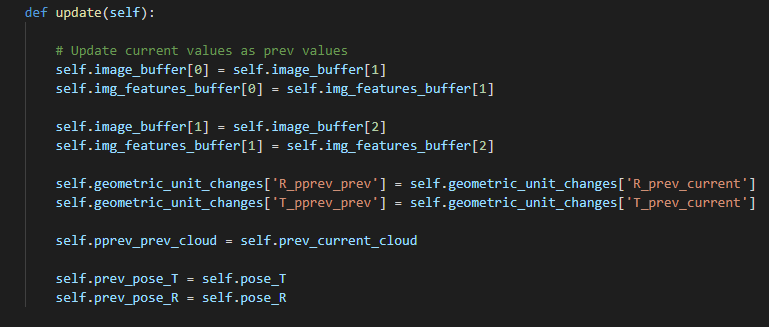 def update(self):
# Update current values as prev values
self.image_buffer[0] = self.image_buffer[1]
self.img_features_buffer[0] = self.img_features_buffer[1]
self.image_buffer[1] = self.image_buffer[2]
self.img_features_buffer[1] = self.img_features_buffer[2]
self.geometric_unit_changes['R_pprev_prev'] = self.geometric_unit_changes['R_prev_current']
self.geometric_unit_changes['T_pprev_prev'] = self.geometric_unit_changes['T_prev_current']
self.pprev_prev_cloud = self.prev_current_cloud
self.prev_pose_T = self.pose_T
self.prev_pose_R = self.pose_R